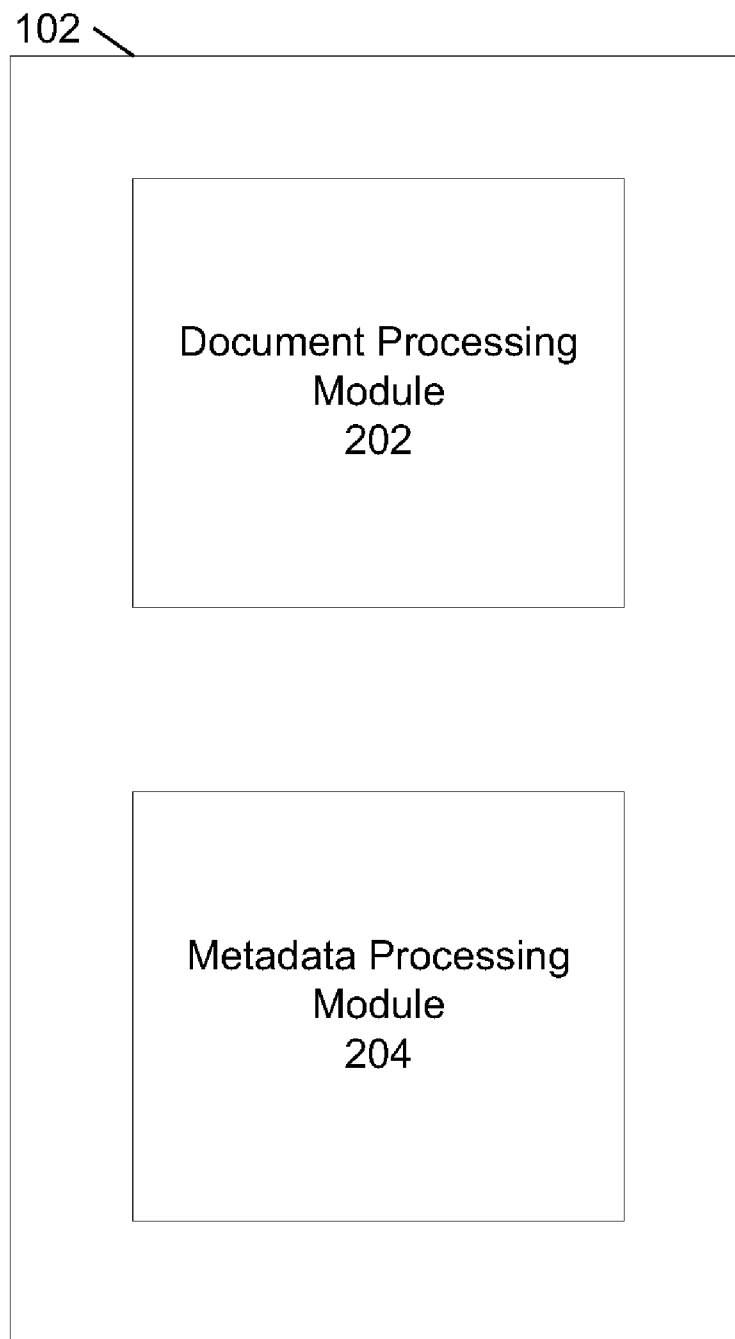 102
Document Processing
Module
202
Metadata Processing
Module
204